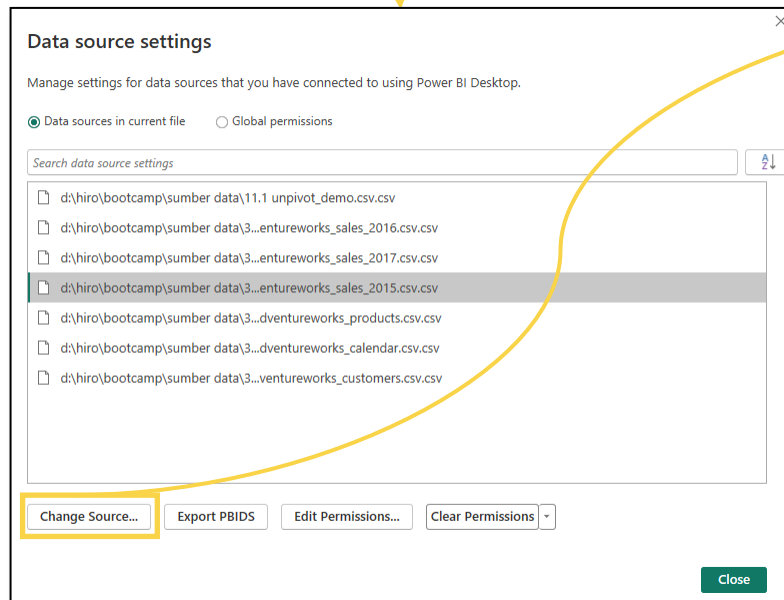 Data source settings
Manage settings for data sources that you have connected to using Power BI Desktop.
Data sources in current file Global permissions
Search data source settings
d:\hiro\bootcamp\sumber data\11.1 unpivot_demo.csv.csv
d:\hiro\bootcamp\sumber data\3...entureworks_sales_2016.csv.csv
d:\hiro\bootcamp\sumber data\3...entureworks_sales_2017.csv.csv
d:\hiro\bootcamp\sumber data\3...entureworks_sales_2015.csv.csv
d:\hiro\bootcamp\sumber data\3...dventureworks_products.csv.csv
d:\hiro\bootcamp\sumber data\3...dventureworks_calendar.csv.csv
d:\hiro\bootcamp\sumber data\3...ventureworks_customers.csv.csv
Change Source... Export PBIDS Edit Permissions... Clear Permissions
Close